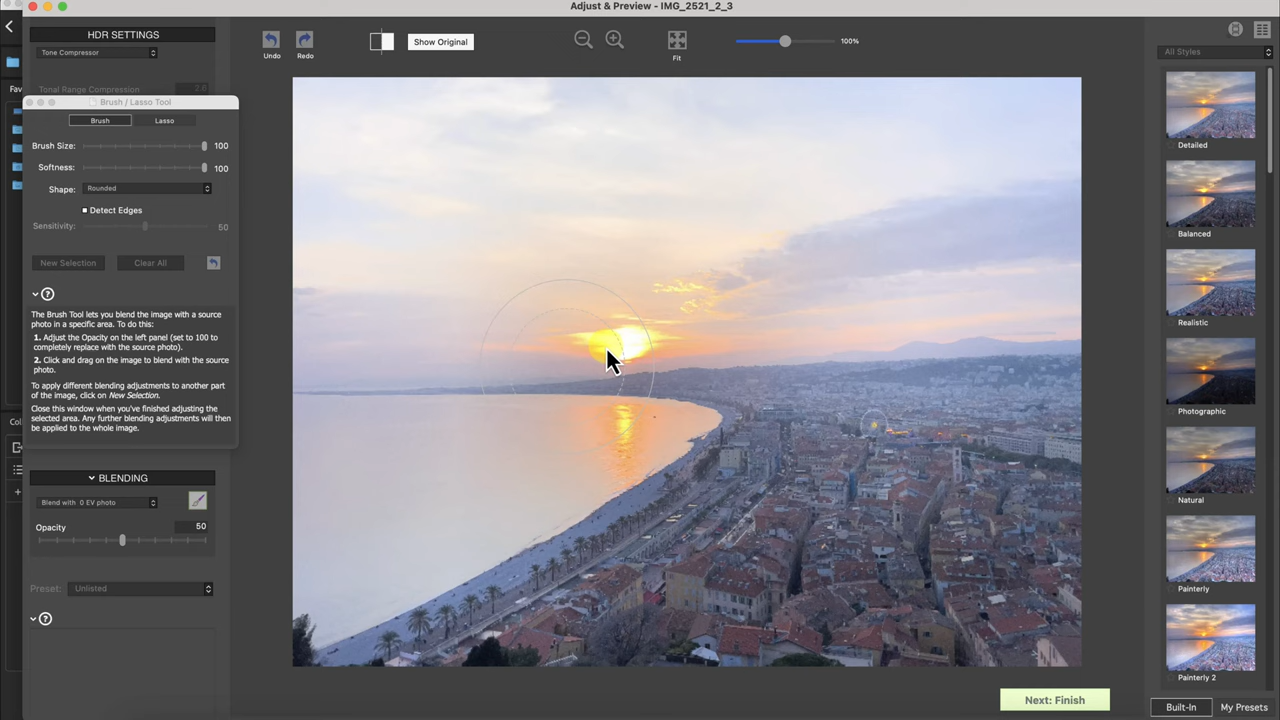 Adjust & Preview - IMG_2521_2_3
HDR SETTINGS
Tone Compressor
Tonal Range Compression
Fav
Brush / Lasso Tool
Brush
Lasso
Brush Size:
100
Softness:
100
Shape:
Rounded
Detect Edges
Sensitivity:
50
New Selection
Clear All
?
The Brush Tool lets you blend the image with a source
photo in a specific area. To do this:
1. Adjust the Opacity on the left panel (set to 100 to
completely replace with the source photo).
2. Click and drag on the image to blend with the source
photo.
To apply different blending adjustments to another part
of the image, click on New Selection.
Close this window when you've finished adjusting the
selected area. Any further blending adjustments will then
be applied to the whole image.
Col
BLENDING
Blend with 0 EV photo
Opacity
50
Preset:
Unlisted
?
Undo
Redo
Show Original
Fit
100%
All Styles
Detailed
Balanced
Realistic
Photographic
Natural
Painterly
Painterly 2
Next: Finish
Built-In
My Presets